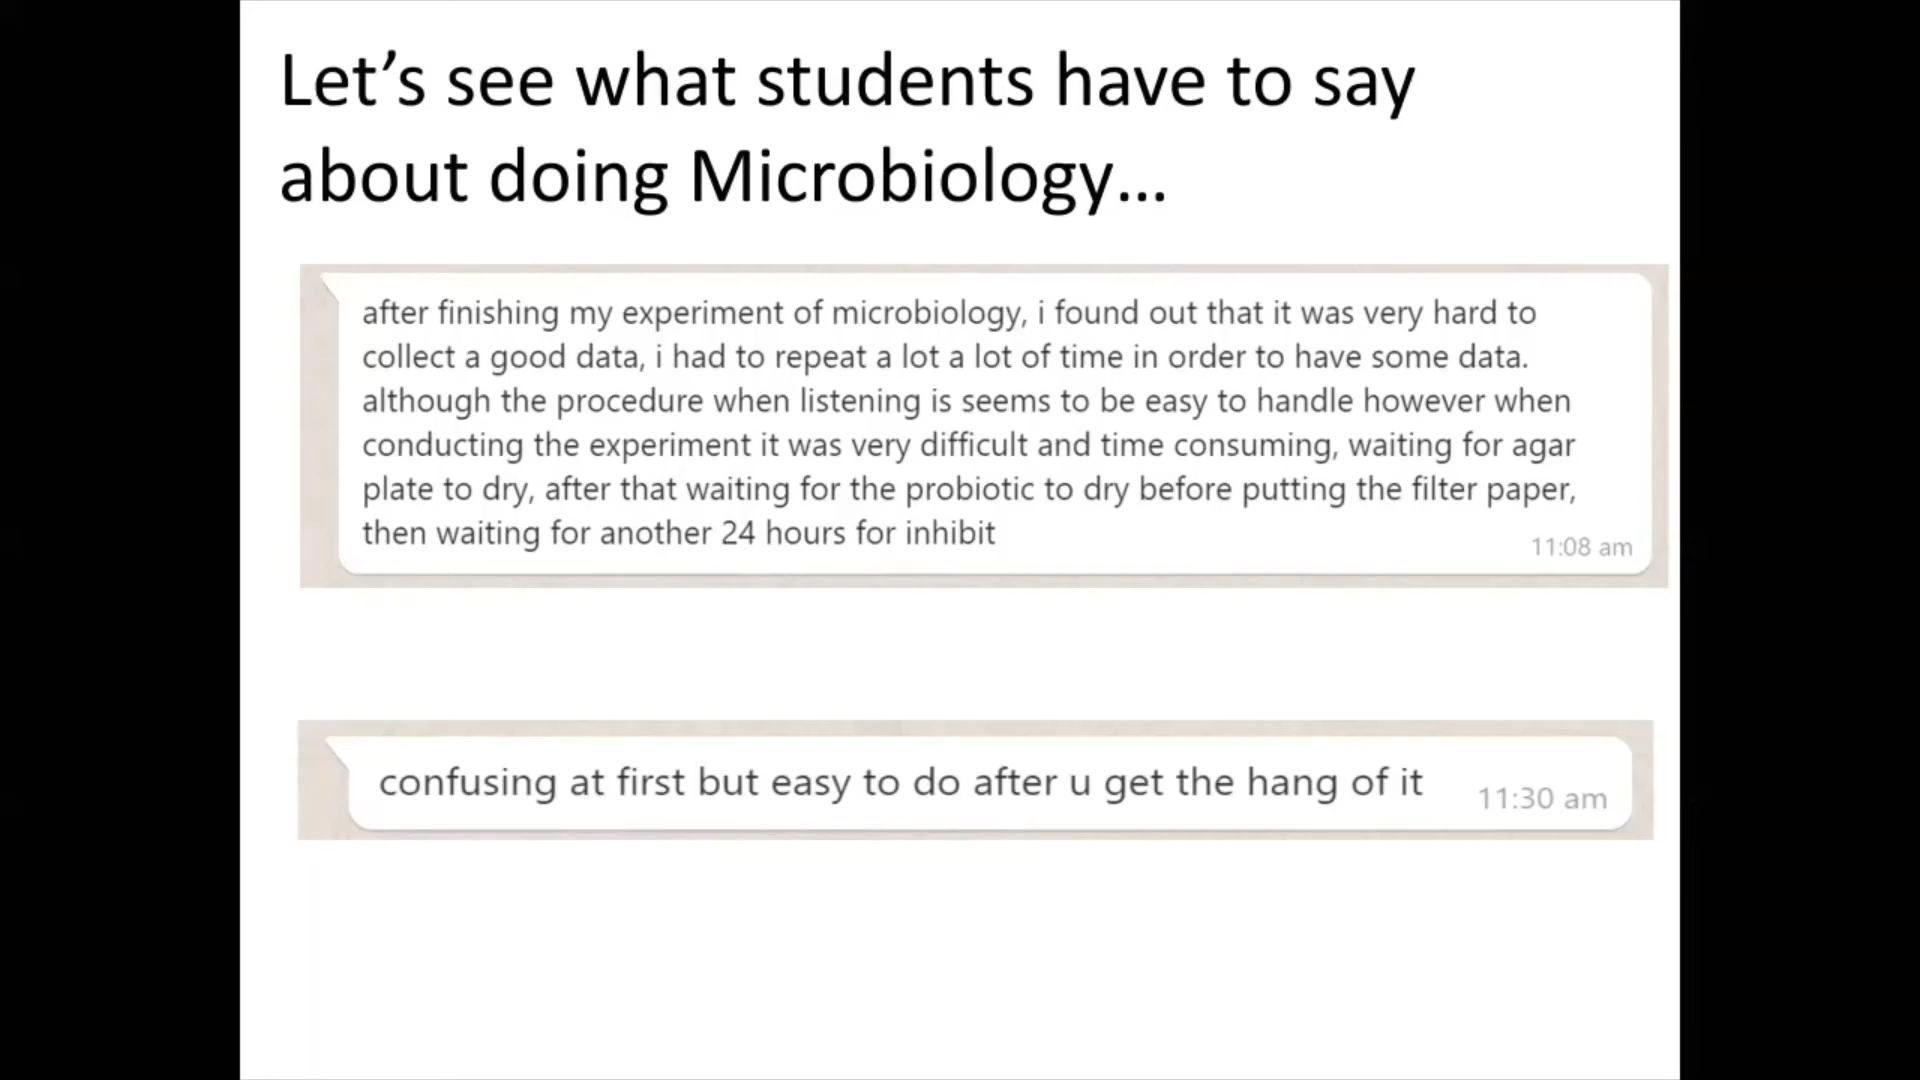 Let’s see what students have to say
about doing Microbiology...
after finishing my experiment of microbiology, i found out that it was very hard to
collect a good data, i had to repeat a lot a lot of time in order to have some data.
although the procedure when listening is seems to be easy to handle however when
conducting the experiment it was very difficult and time consuming, waiting for agar
plate to dry, after that waiting for the probiotic to dry before putting the filter paper,
then waiting for another 24 hours for inhibit
11:08 am
confusing at first but easy to do after u get the hang of it
11:30 am